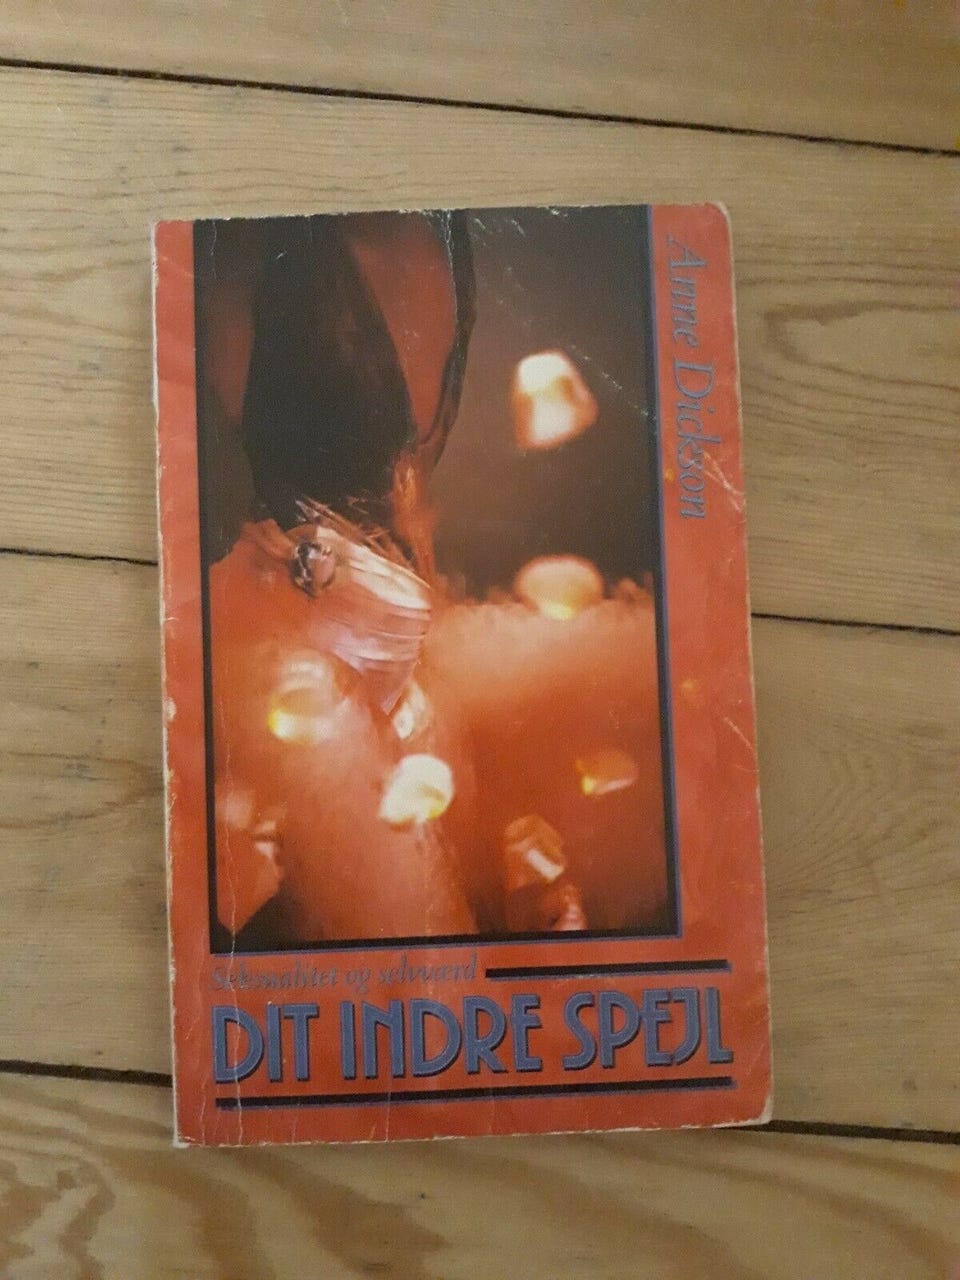 Anne Dickson
Seksualitet og selvværd
DIT INDRE SPEJL